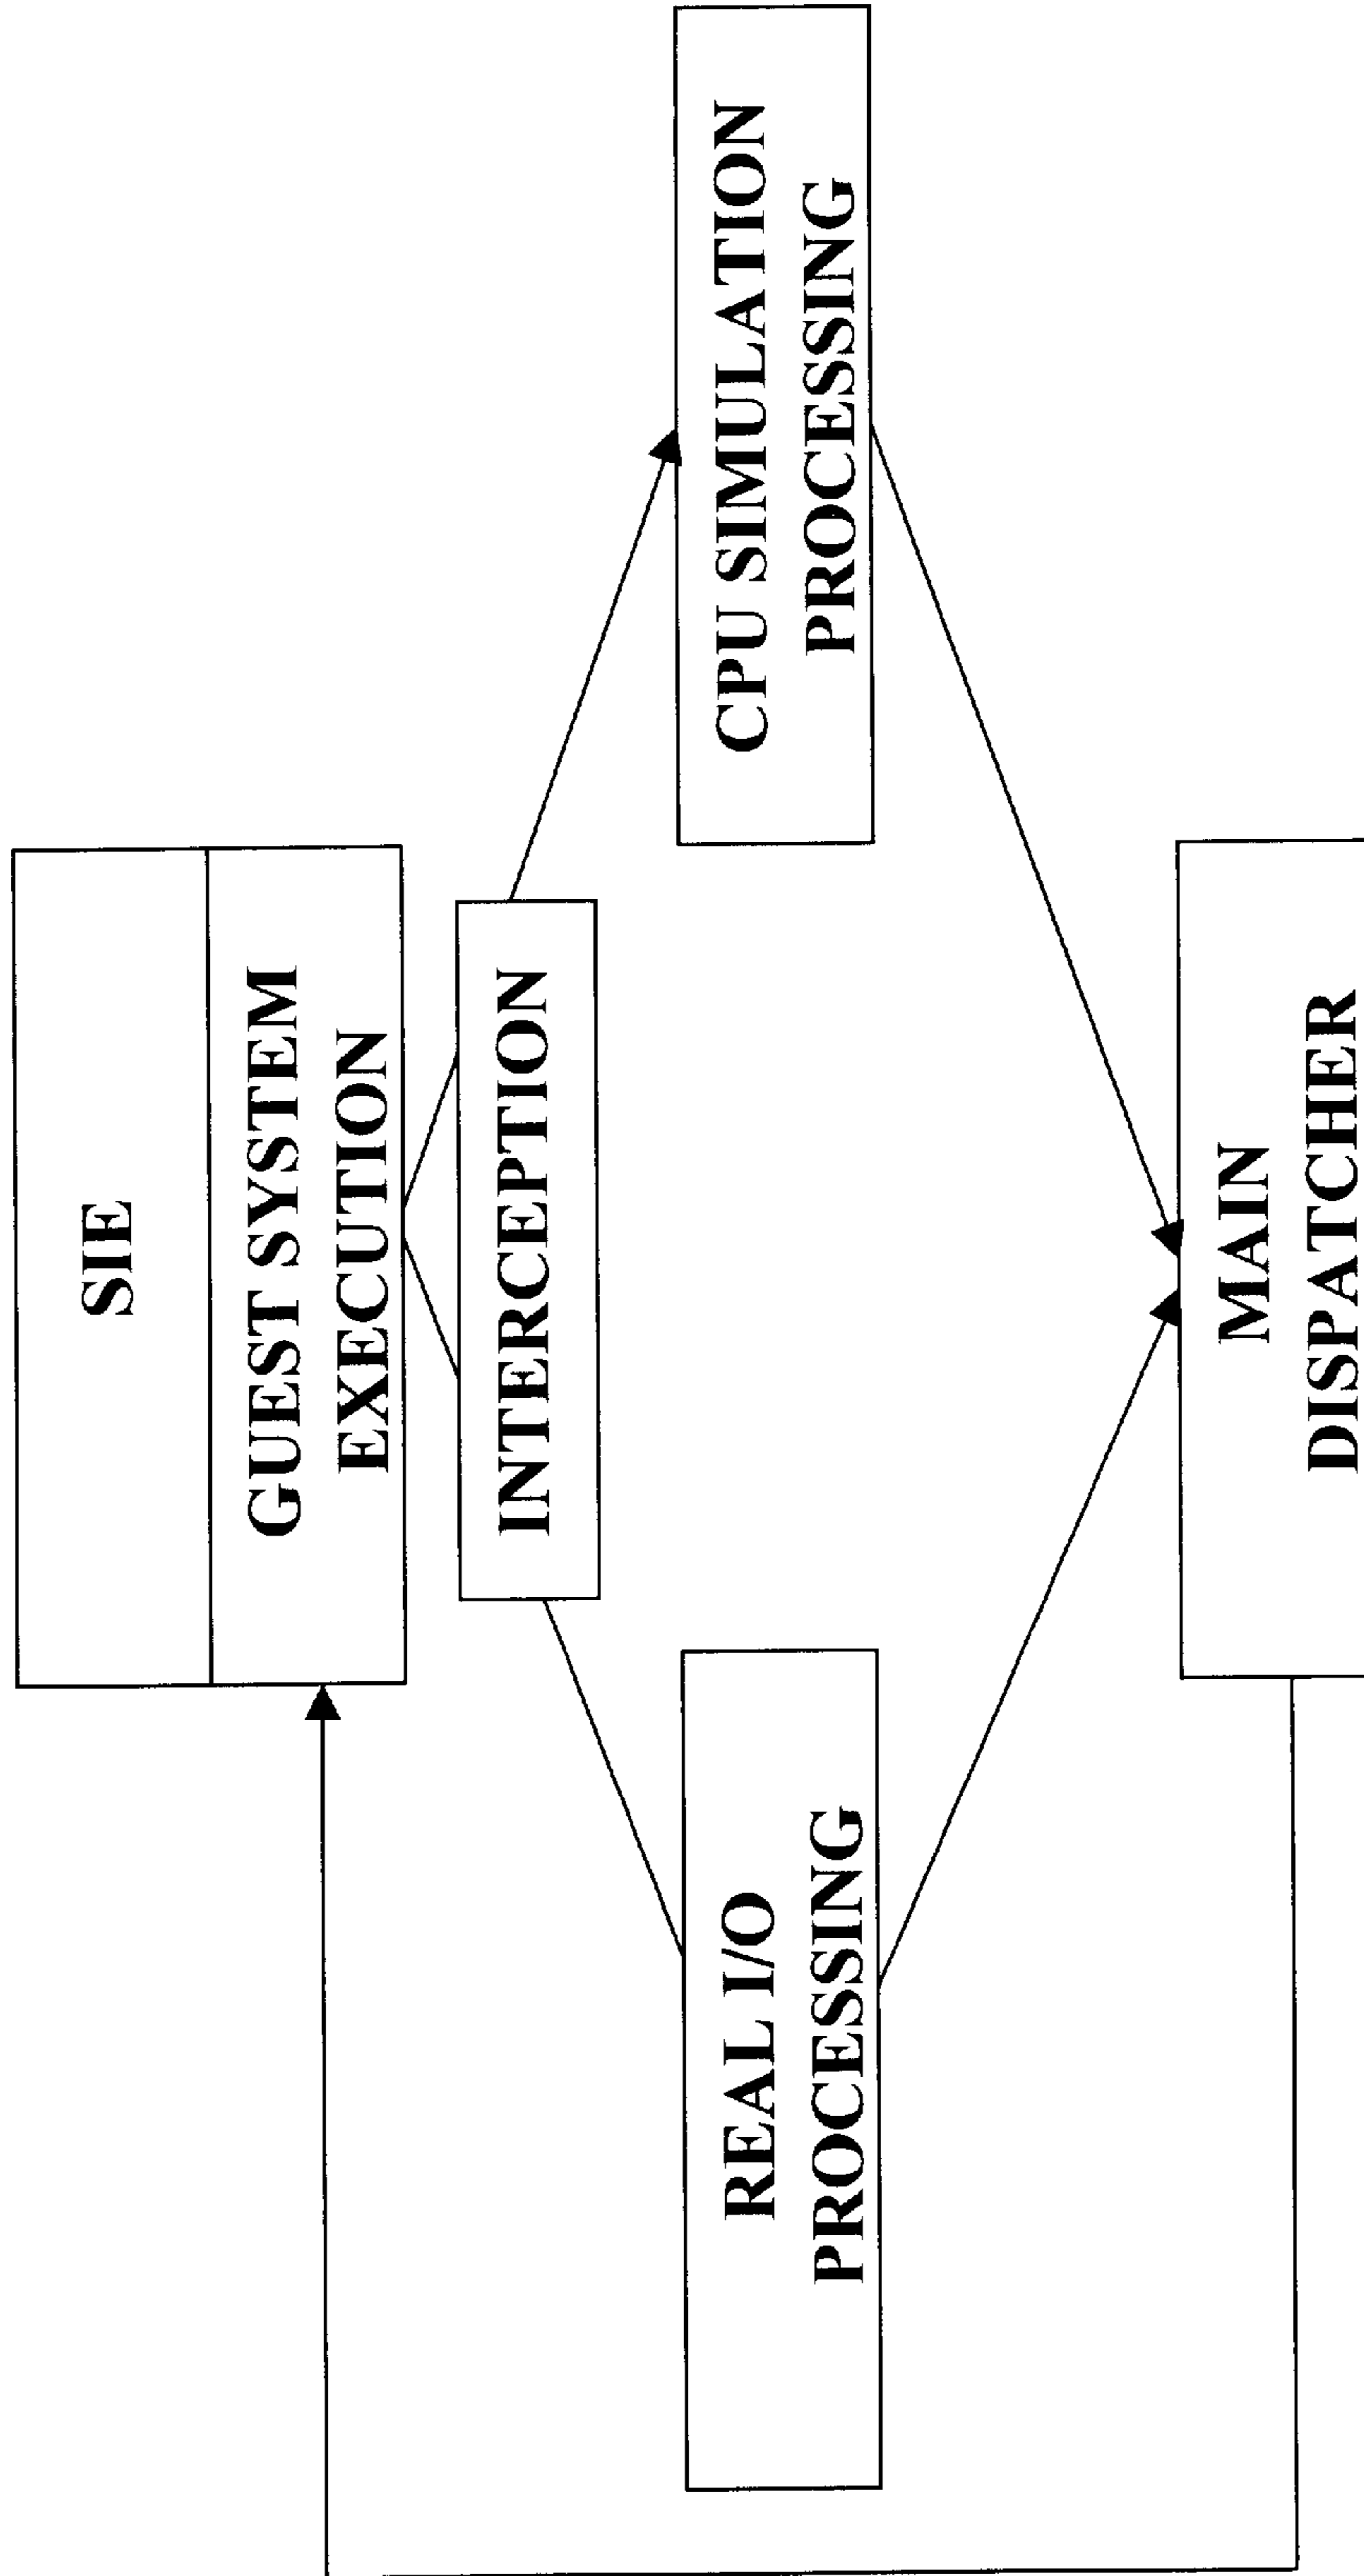 SIE
GUEST SYSTEM
EXECUTION
INTERCEPTION
REAL I/O
PROCESSING
CPU SIMULATION
PROCESSING
MAIN
DISPATCHER